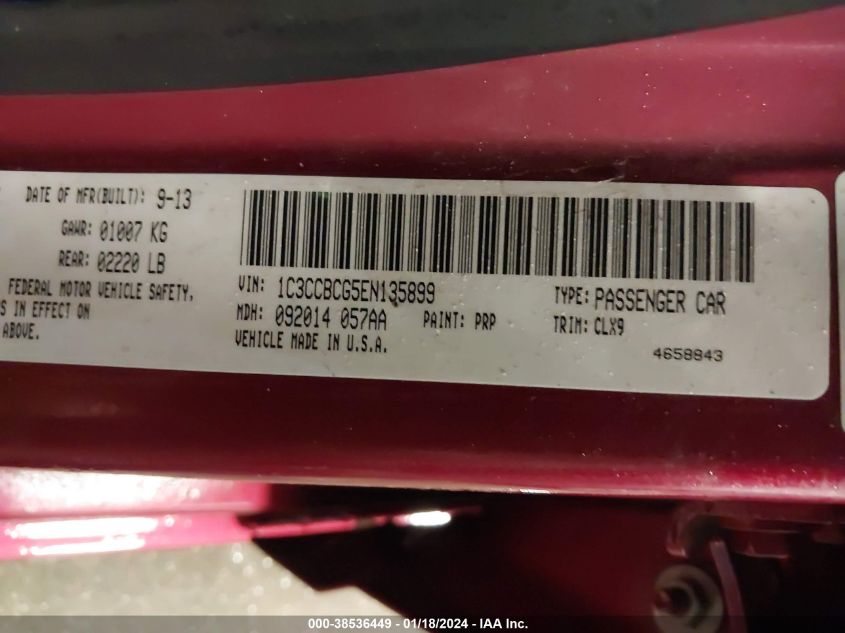 DATE OF MFR(BUILT): 9-13
GAWR: 01007 KG
REAR: 02220 LB
FEDERAL MOTOR VEHICLE SAFETY,
S IN EFFECT ON
ABOVE.
VIN: 1C3CCBCG5EN135899
TYPE: PASSENGER CAR
MDH: 092014 057AA
PAINT: PRP
TRIM: CLX9
VEHICLE MADE IN U.S.A.
4658843
000-38536449 - 01/18/2024 - IAA Inc.